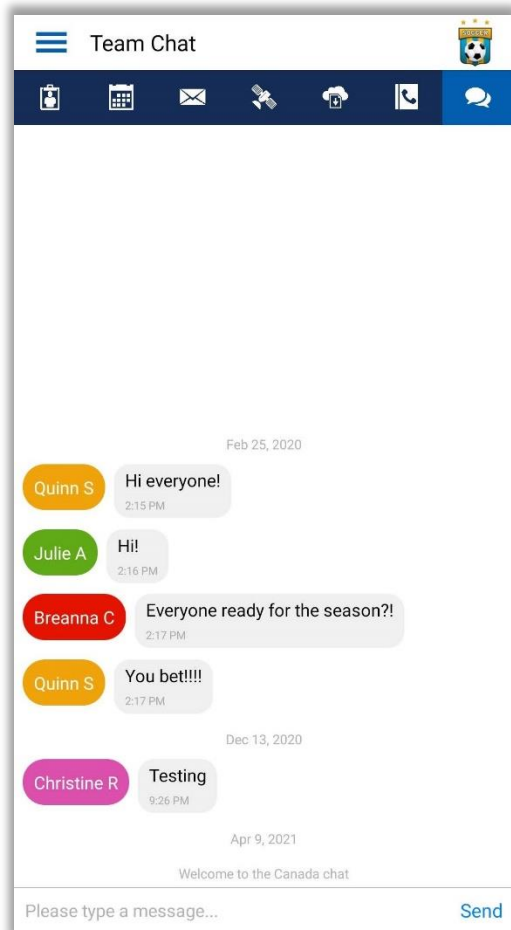 Team Chat
SOCCER
Feb 25, 2020
Quinn S
Hi everyone!
2:15 PM
Julie A
Hi!
2:16 PM
Breanna C
Everyone ready for the season?!
2:17 PM
Quinn S
You bet!!!!
2:17 PM
Dec 13, 2020
Christine R
Testing
9:26 PM
Apr 9, 2021
Welcome to the Canada chat
Please type a message...
Send